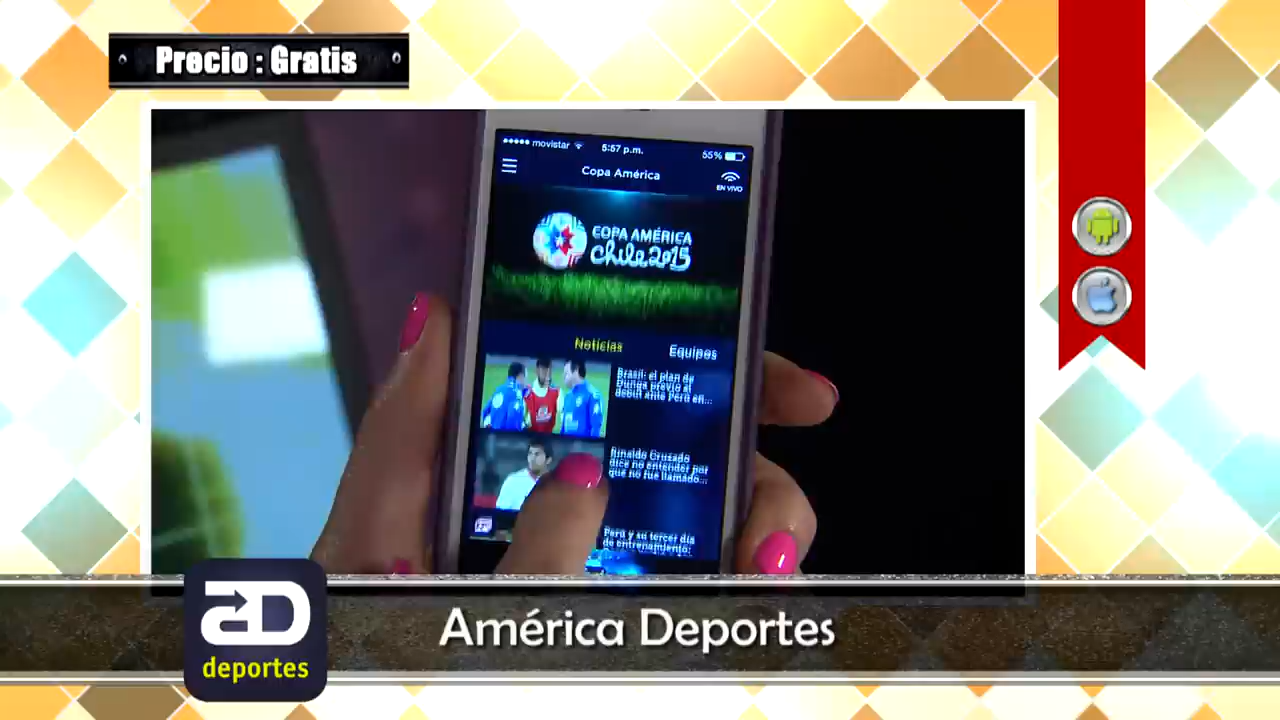 Precio : Gratis
movistar
5:57 p.m.
55%
Copa América
EN VIVO
COPA AMÉRICA
Chile 2015
Noticias
Equipos
Brasil: el plan de
Dunga previo al
debut ante Perú en...
Rinaldo Cruzado
dice no entender por
qué no fue llamado...
Perú y su tercer día
de entrenamiento:
América Deportes
AD
deportes